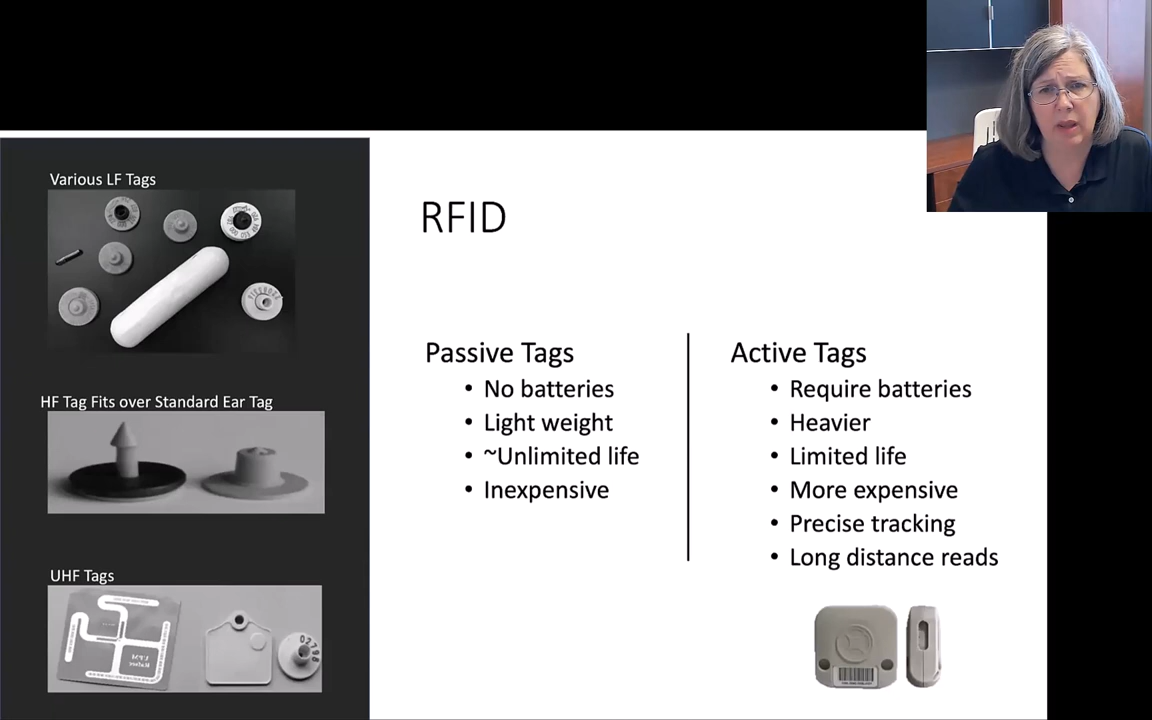 Various LF Tags
HF Tag Fits over Standard Ear Tag
UHF Tags
02798
RFID
Passive Tags
• No batteries
• Light weight
• ~Unlimited life
• Inexpensive
Active Tags
• Require batteries
• Heavier
• Limited life
• More expensive
• Precise tracking
• Long distance reads